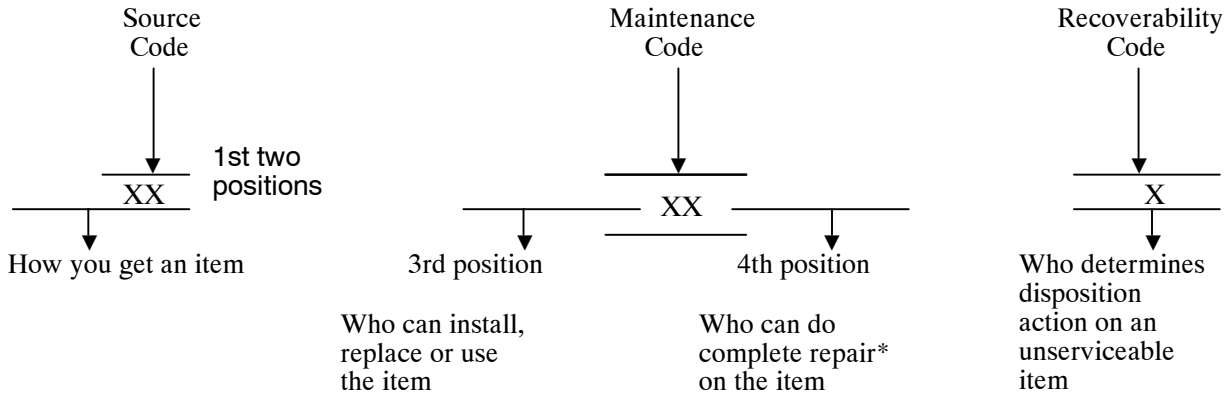 Source
Code
Maintenance
Code
Recoverability
Code
1st two
positions
XX
XX
X
How you get an item
3rd position
4th position
Who determines
disposition
action on an
unserviceable
item
Who can install,
replace or use
the item
Who can do
complete repair*
on the item